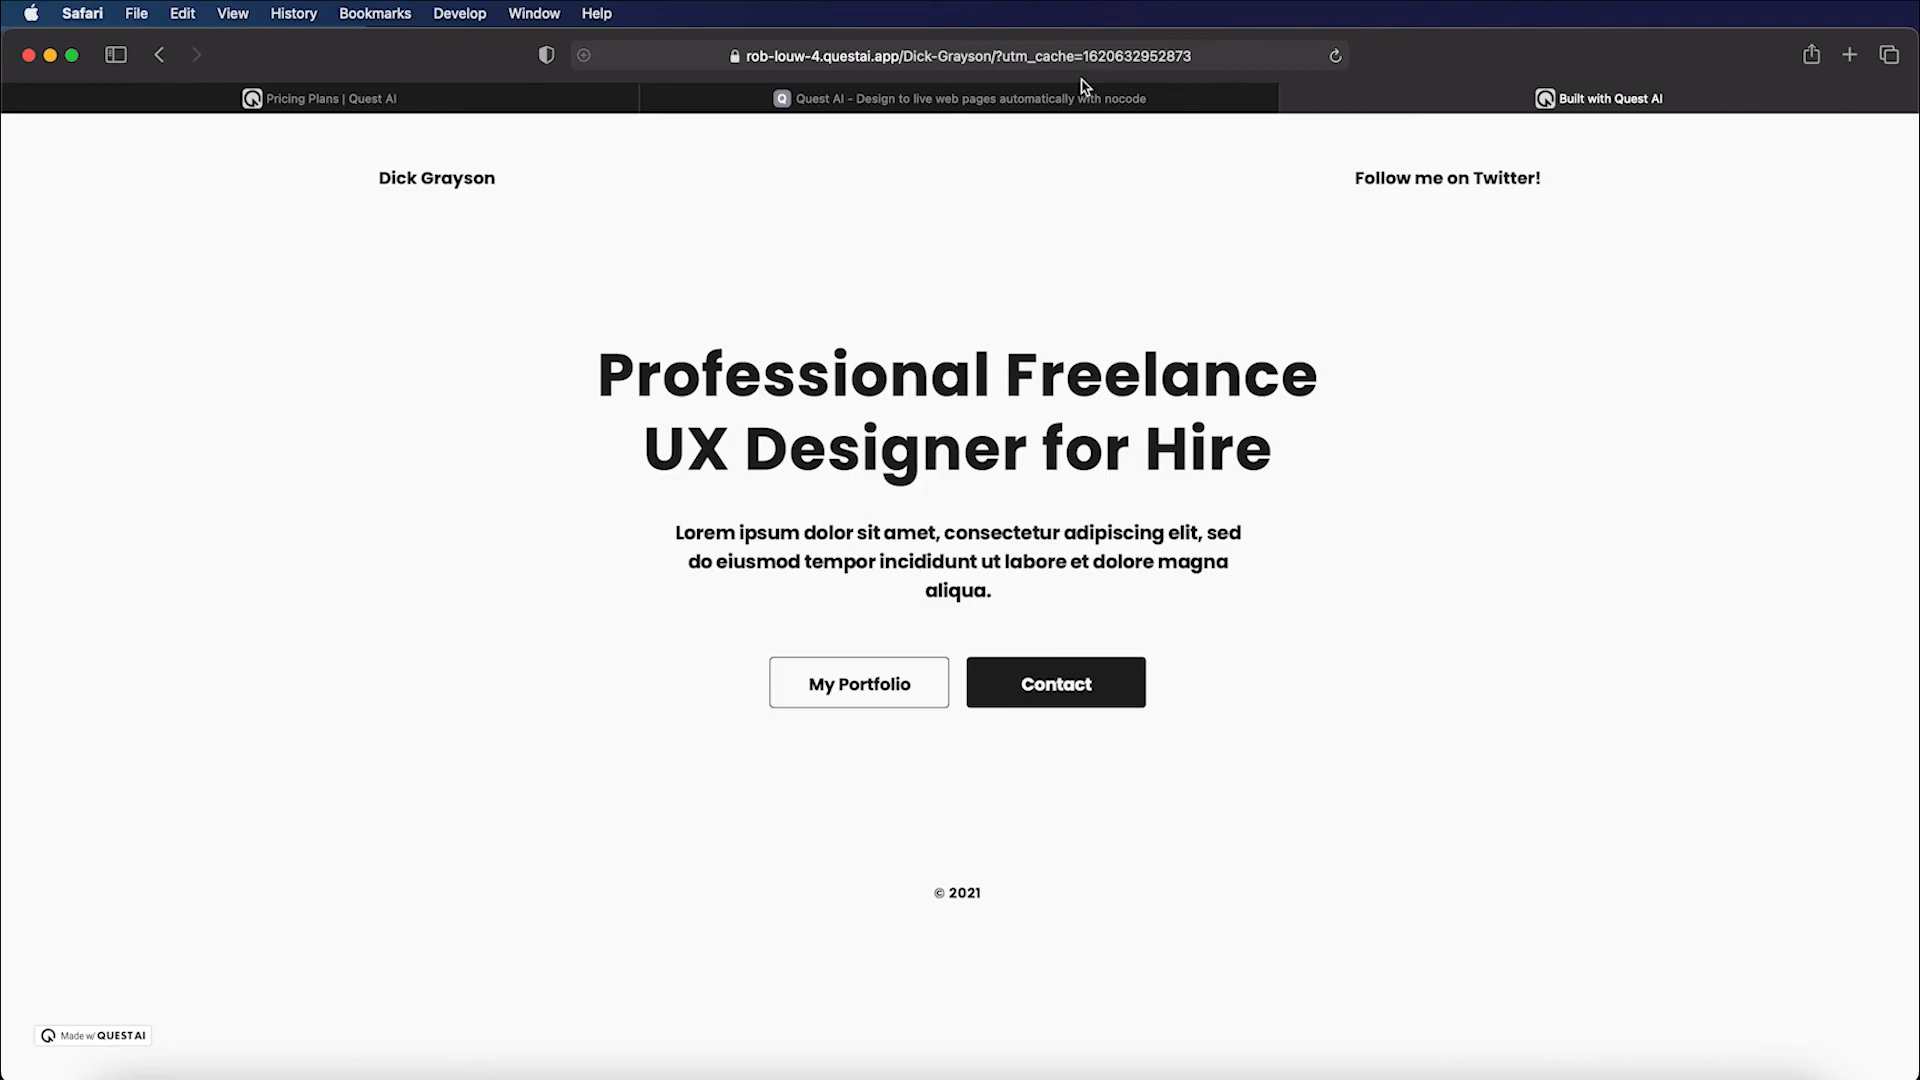 Safari File Edit View History Bookmarks Develop Window Help
rob-louw-4.questai.app/Dick-Grayson/?utm_cache=1620632952873
Pricing Plans | Quest AI
Quest AI - Design to live web pages automatically with nocode
Built with Quest AI
Dick Grayson
Follow me on Twitter!
Professional Freelance
UX Designer for Hire
Lorem ipsum dolor sit amet, consectetur adipiscing elit, sed
do eiusmod tempor incididunt ut labore et dolore magna
aliqua.
My Portfolio
Contact
© 2021
Made w/ QUEST AI